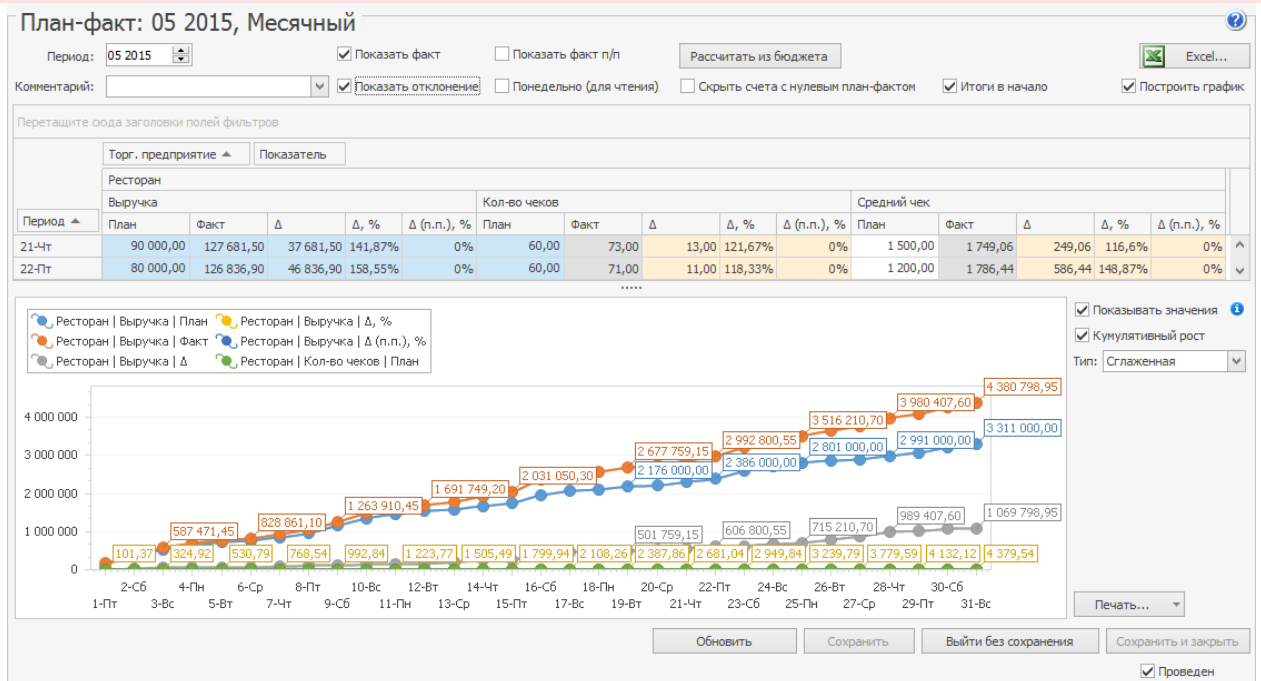 План-факт: 05 2015, Месячный
Период: 05 2015 Показать факт Показать факт п/п Рассчитать из бюджета Excel...
Комментарий: Показать отклонение Понедельно (для чтения) Скрыть счета с нулевым план-фактом Итоги в начало Построить график
Перетащите сюда заголовки полей фильтров
Торг. предприятие Показатель
Ресторан
Выручка Кол-во чеков Средний чек
Период План Факт Δ Δ, % Δ (п.п.), % План Факт Δ Δ, % Δ (п.п.), % План Факт Δ Δ, % Δ (п.п.), %
21-Чт 90 000,00 127 681,50 37 681,50 141,87% 0% 60,00 73,00 13,00 121,67% 0% 1 500,00 1 749,06 249,06 116,6% 0%
22-Пт 80 000,00 126 836,90 46 836,90 158,55% 0% 60,00 71,00 11,00 118,33% 0% 1 200,00 1 786,44 586,44 148,87% 0%
Ресторан | Выручка | План Ресторан | Выручка | Δ, %
Ресторан | Выручка | Факт Ресторан | Выручка | Δ (п.п.), %
Ресторан | Выручка | Δ Ресторан | Кол-во чеков | План
Показывать значения
Кумулятивный рост
Тип: Сглаженная
4 380 798,95
3 980 407,60
4 000 000
3 516 210,70
3 311 000,00
2 992 800,55
2 991 000,00
2 677 759,15
2 801 000,00
3 000 000
2 386 000,00
2 176 000,00
2 031 050,30
1 691 749,20
2 000 000
1 263 910,45
1 069 798,95
989 407,60
828 861,10
715 210,70
606 800,55
587 471,45
501 759,15
1 000 000
101,37 324,92 530,79 768,54 992,84 1 223,77 1 505,49 1 799,94 2 108,26 2 387,86 2 681,04 2 949,84 3 239,79 3 779,59 4 132,12 4 379,54
0
2-Сб 4-Пн 6-Ср 8-Пт 10-Вс 12-Вт 14-Чт 16-Сб 18-Пн 20-Ср 22-Пт 24-Вс 26-Вт 28-Чт 30-Сб
1-Пт 3-Вс 5-Вт 7-Чт 9-Сб 11-Пн 13-Ср 15-Пт 17-Вс 19-Вт 21-Чт 23-Сб 25-Пн 27-Ср 29-Пт 31-Вс
Печать...
Обновить Сохранить Выйти без сохранения Сохранить и закрыть
Проведен